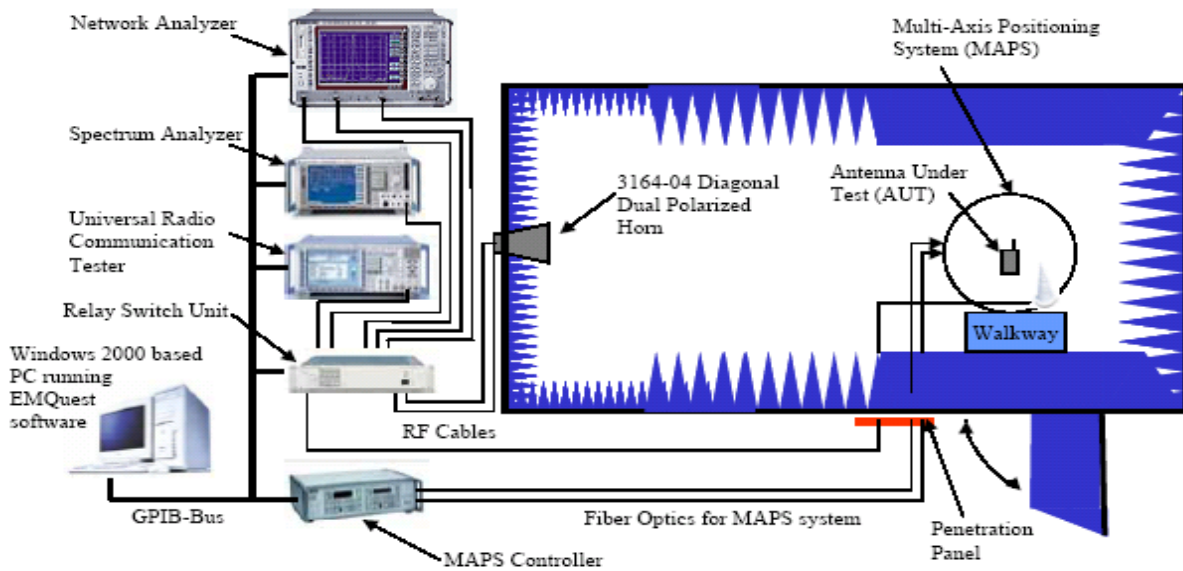 Network Analyzer
Multi-Axis Positioning
System (MAPS)
Spectrum Analyzer
3164-04 Diagonal
Dual Polarized
Horn
Antenna Under
Test (AUT)
Universal Radio
Communication
Tester
Relay Switch Unit
Walkway
Windows 2000 based
PC running
EMQuest
software
RF Cables
GPIB-Bus
Fiber Optics for MAPS system
MAPS Controller
Penetration
Panel